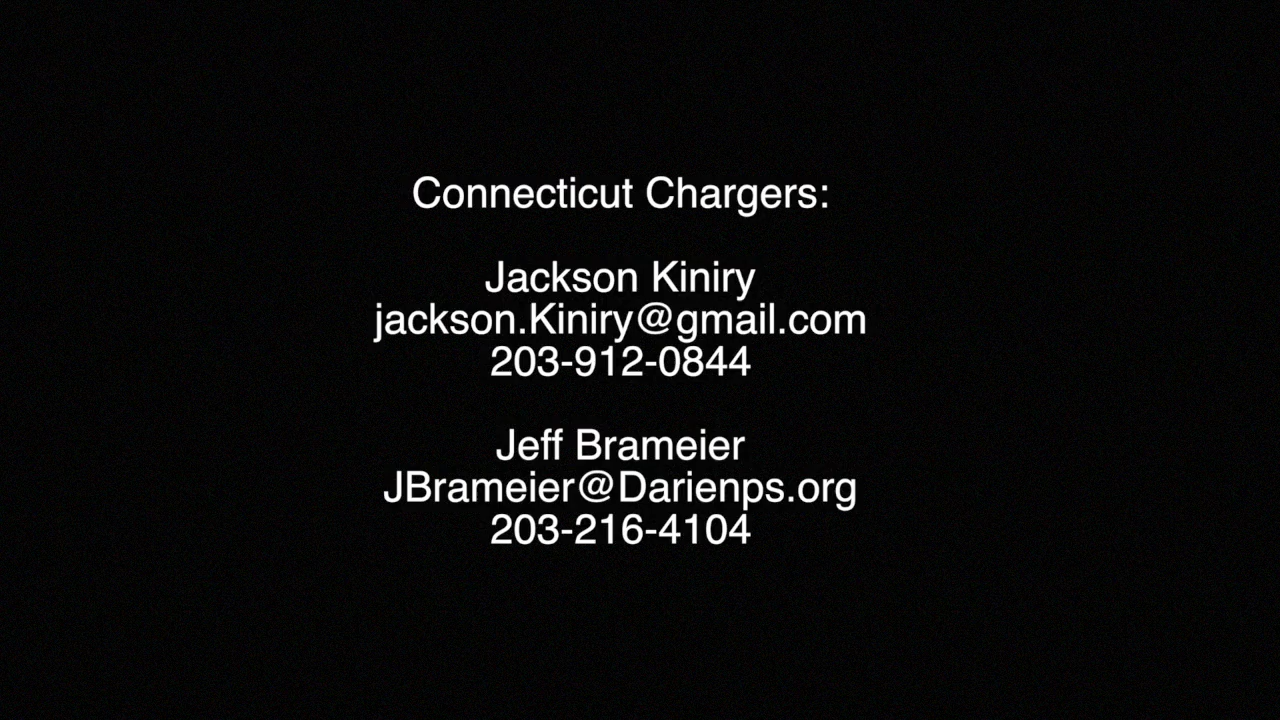 Connecticut Chargers:
Jackson Kiniry
jackson.Kiniry@gmail.com
203-912-0844
Jeff Brameier
JBrameier@Darienps.org
203-216-4104